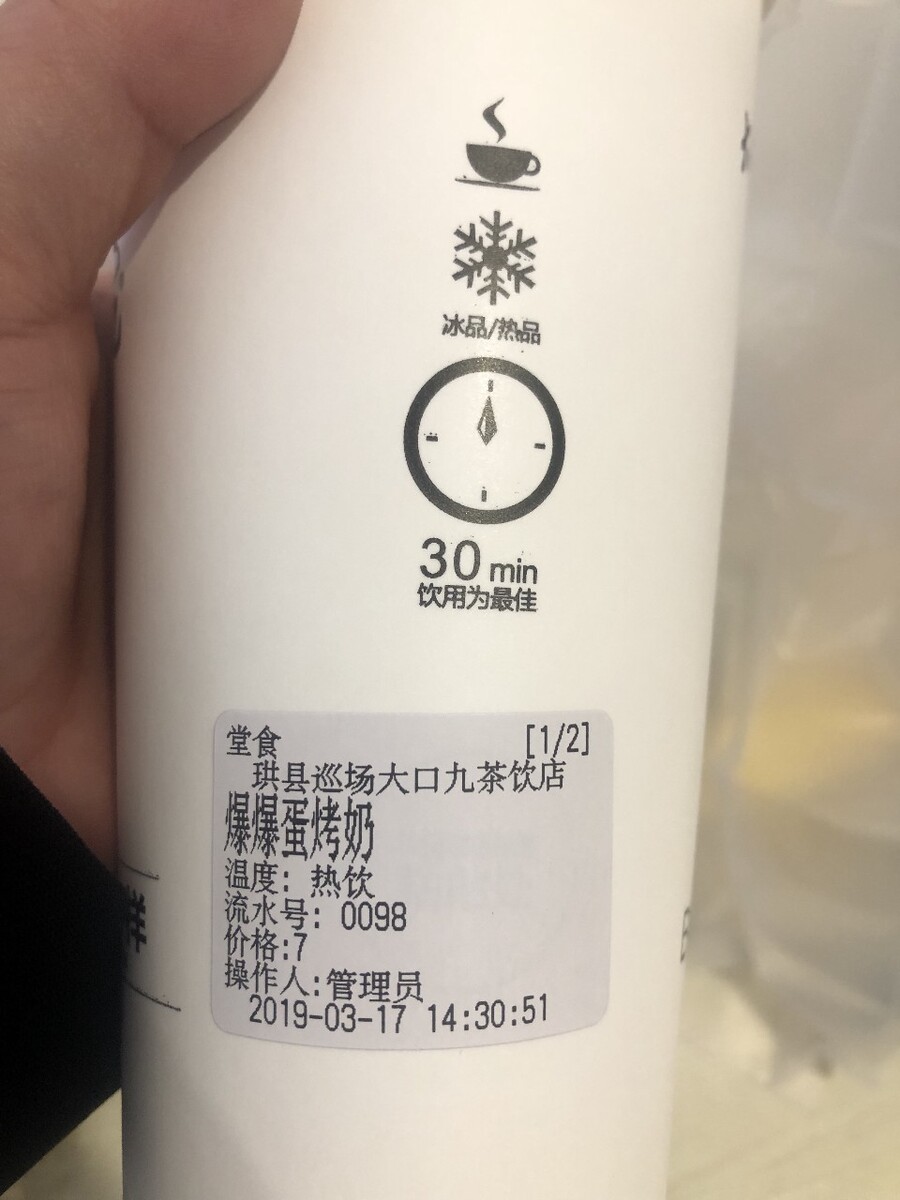 冰品/热品
30 min
饮用为最佳
堂食 [1/2]
珙县巡场大口九茶饮店
爆爆蛋烤奶
温度: 热饮
流水号: 0098
价格:7
操作人:管理员
2019-03-17 14:30:51
样